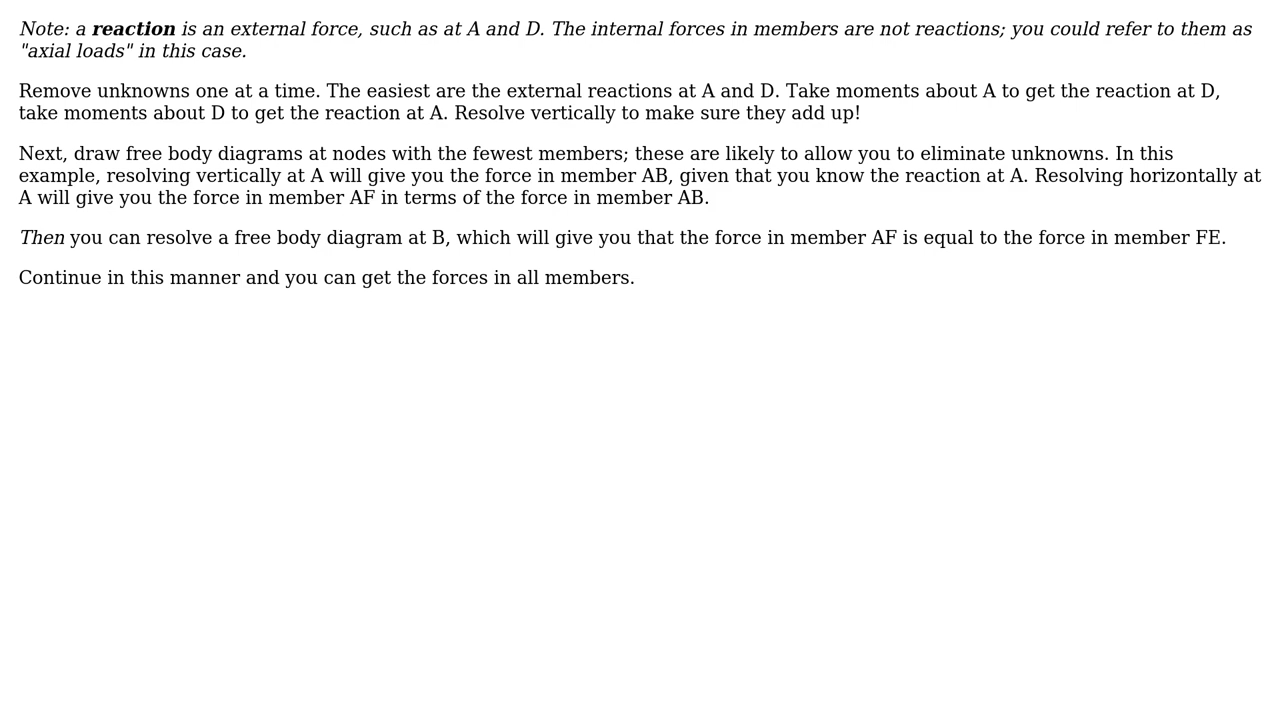 Note: a reaction is an external force, such as at A and D. The internal forces in members are not reactions; you could refer to them as
"axial loads" in this case.
Remove unknowns one at a time. The easiest are the external reactions at A and D. Take moments about A to get the reaction at D,
take moments about D to get the reaction at A. Resolve vertically to make sure they add up!
Next, draw free body diagrams at nodes with the fewest members; these are likely to allow you to eliminate unknowns. In this
example, resolving vertically at A will give you the force in member AB, given that you know the reaction at A. Resolving horizontally at
A will give you the force in member AF in terms of the force in member AB.
Then you can resolve a free body diagram at B, which will give you that the force in member AF is equal to the force in member FE.
Continue in this manner and you can get the forces in all members.